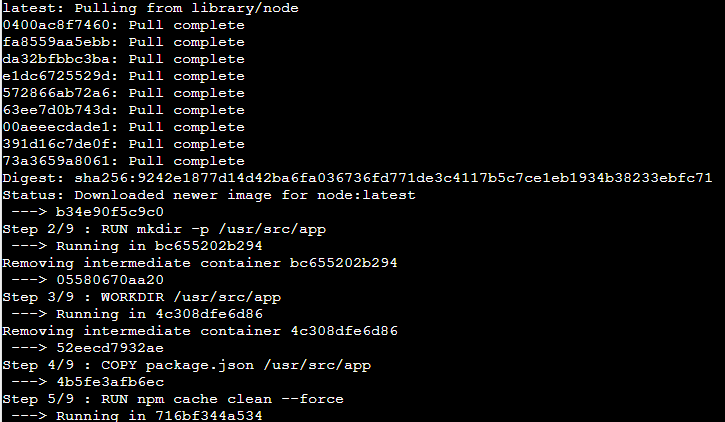 latest: Pulling from library/node
0400ac8f7460: Pull complete
fa8559aa5ebb: Pull complete
da32bfbbc3ba: Pull complete
e1dc6725529d: Pull complete
572866ab72a6: Pull complete
63ee7d0b743d: Pull complete
00aeeecdade1: Pull complete
391d16c7de0f: Pull complete
73a3659a8061: Pull complete
Digest: sha256:9242e1877d14d42ba6fa036736fd771de3c4117b5c7ce1eb1934b38233ebfc71
Status: Downloaded newer image for node:latest
 ---> b34e90f5c9c0
Step 2/9 : RUN mkdir -p /usr/src/app
 ---> Running in bc655202b294
Removing intermediate container bc655202b294
 ---> 05580670aa20
Step 3/9 : WORKDIR /usr/src/app
 ---> Running in 4c308dfe6d86
Removing intermediate container 4c308dfe6d86
 ---> 52eecd7932ae
Step 4/9 : COPY package.json /usr/src/app
 ---> 4b5fe3afb6ec
Step 5/9 : RUN npm cache clean --force
 ---> Running in 716bf344a534